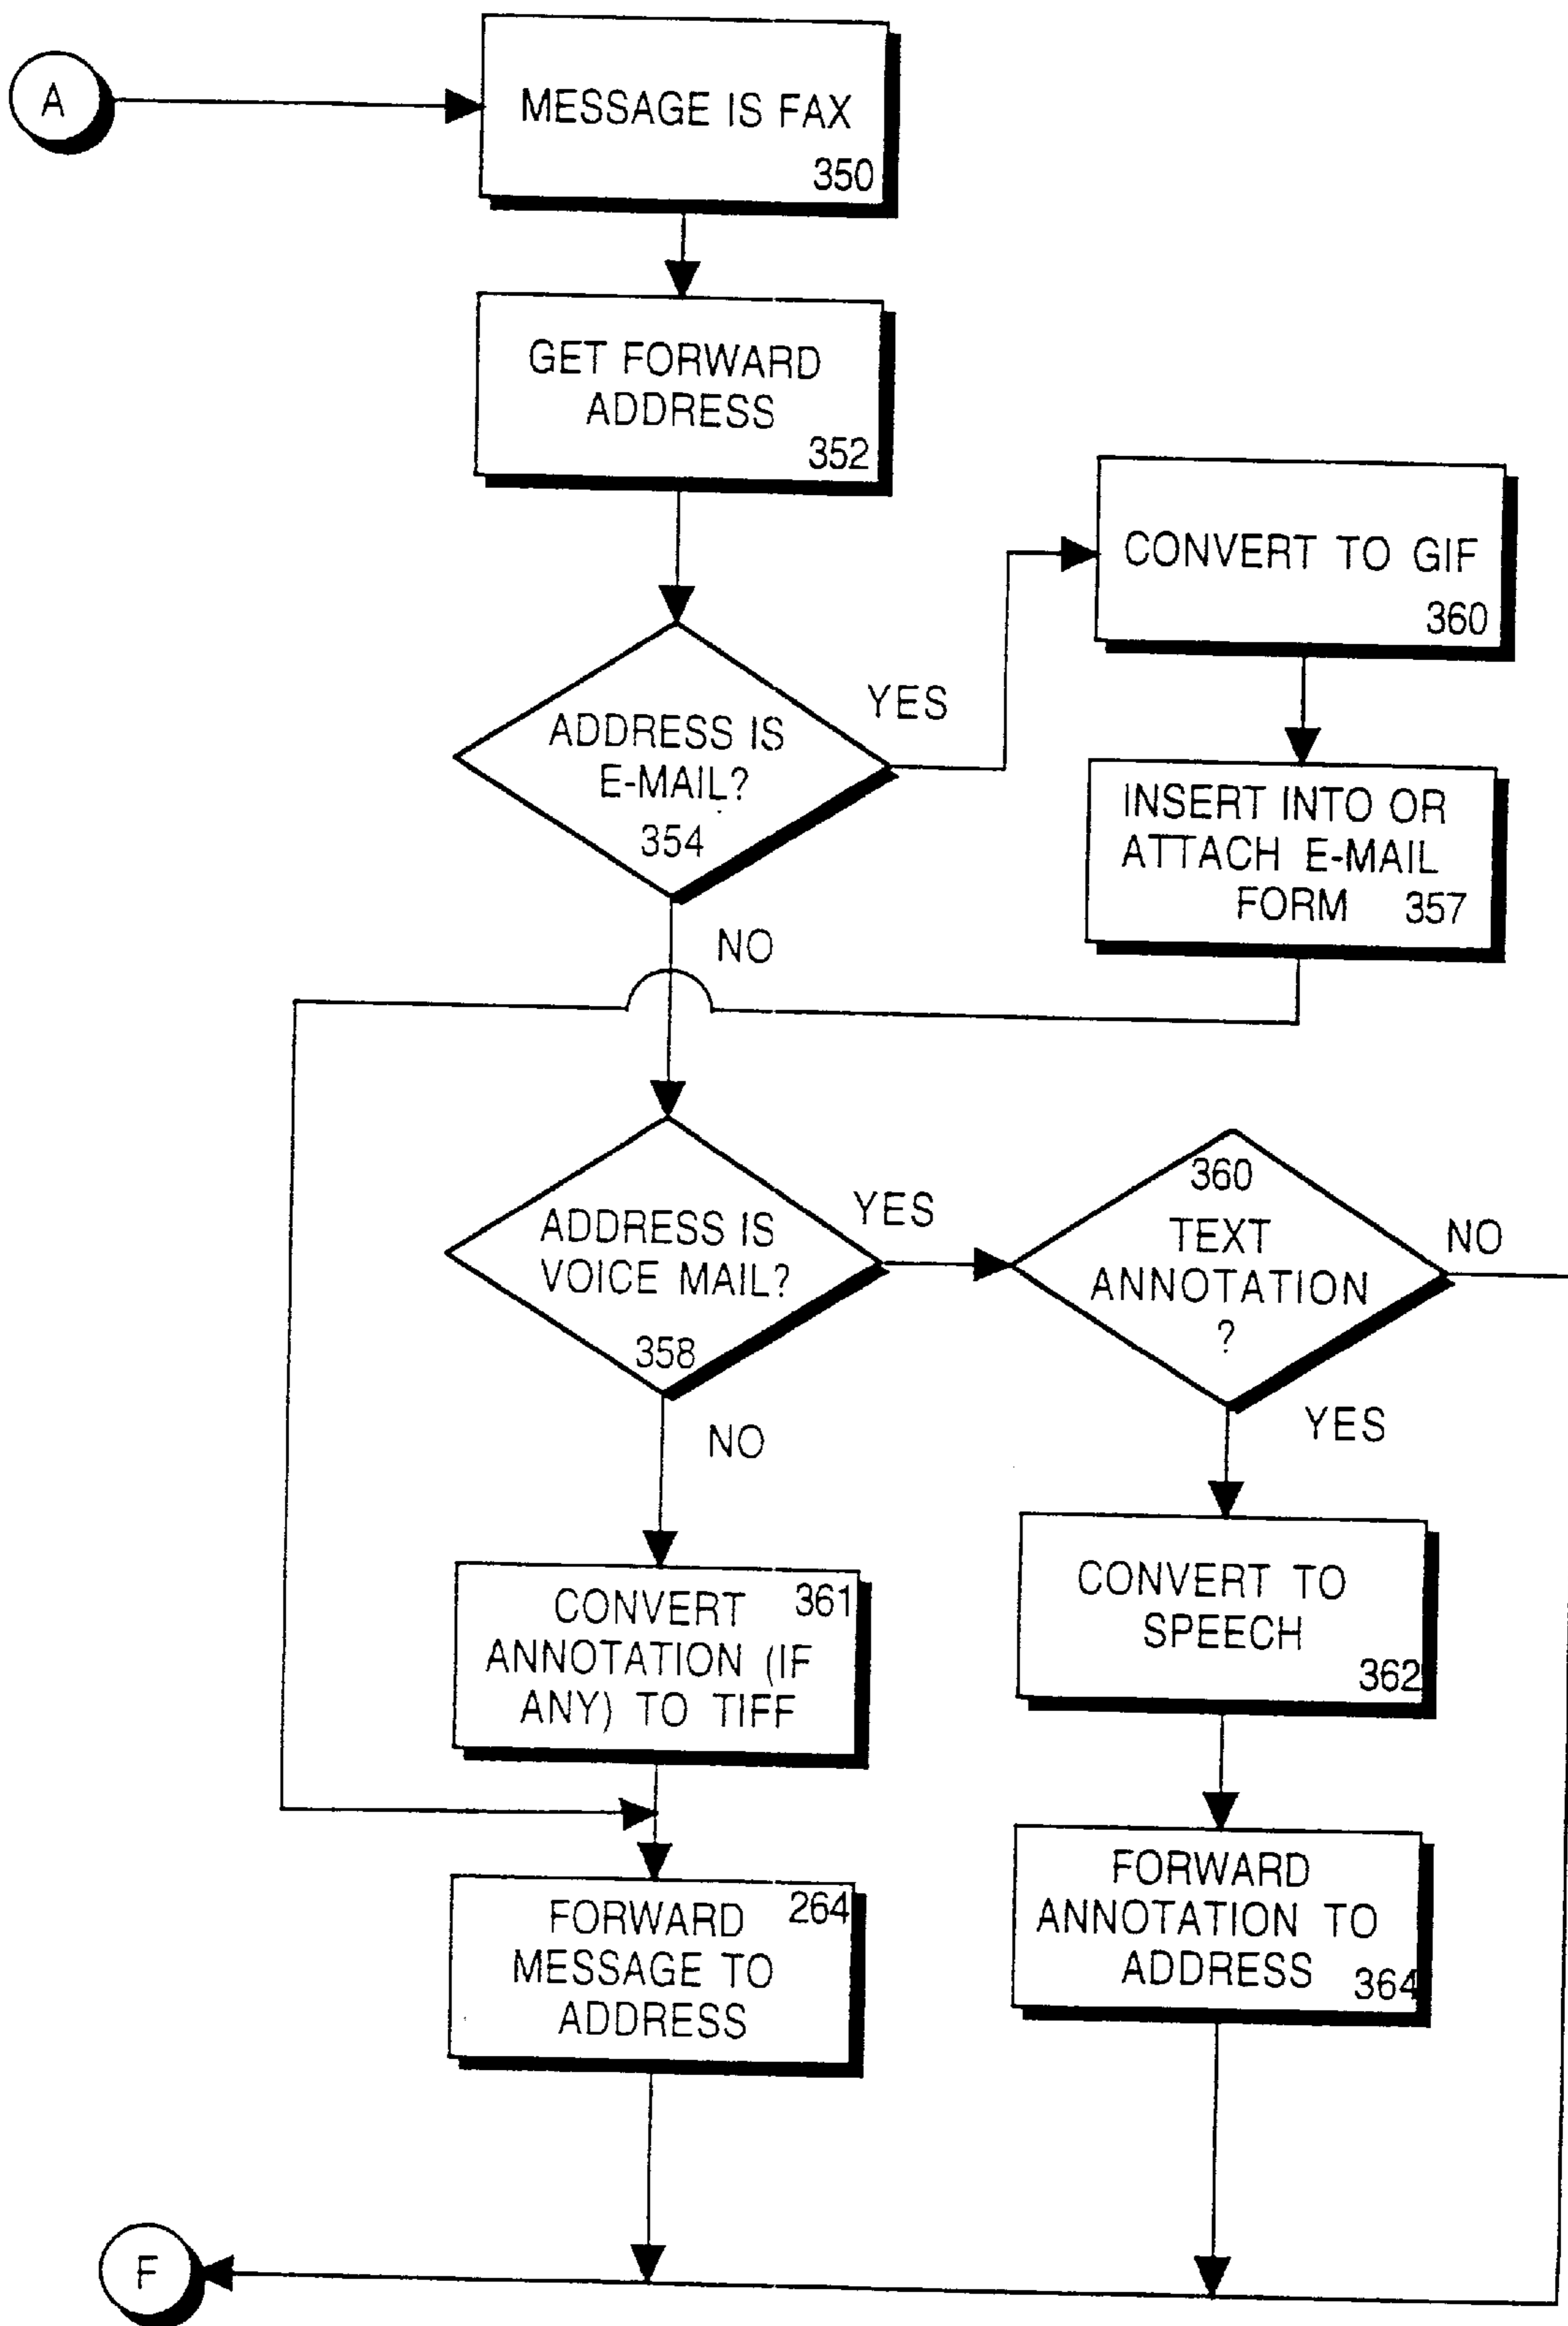 A
MESSAGE IS FAX
350
GET FORWARD
ADDRESS
352
CONVERT TO GIF
360
YES
ADDRESS IS
E-MAIL?
354
INSERT INTO OR
ATTACH E-MAIL
FORM 357
NO
ADDRESS IS
VOICE MAIL?
358
YES
360
TEXT
ANNOTATION
?
NO
YES
NO
CONVERT 361
ANNOTATION (IF
ANY) TO TIFF
CONVERT TO
SPEECH
362
FORWARD 264
MESSAGE TO
ADDRESS
FORWARD
ANNOTATION TO
ADDRESS 364
F